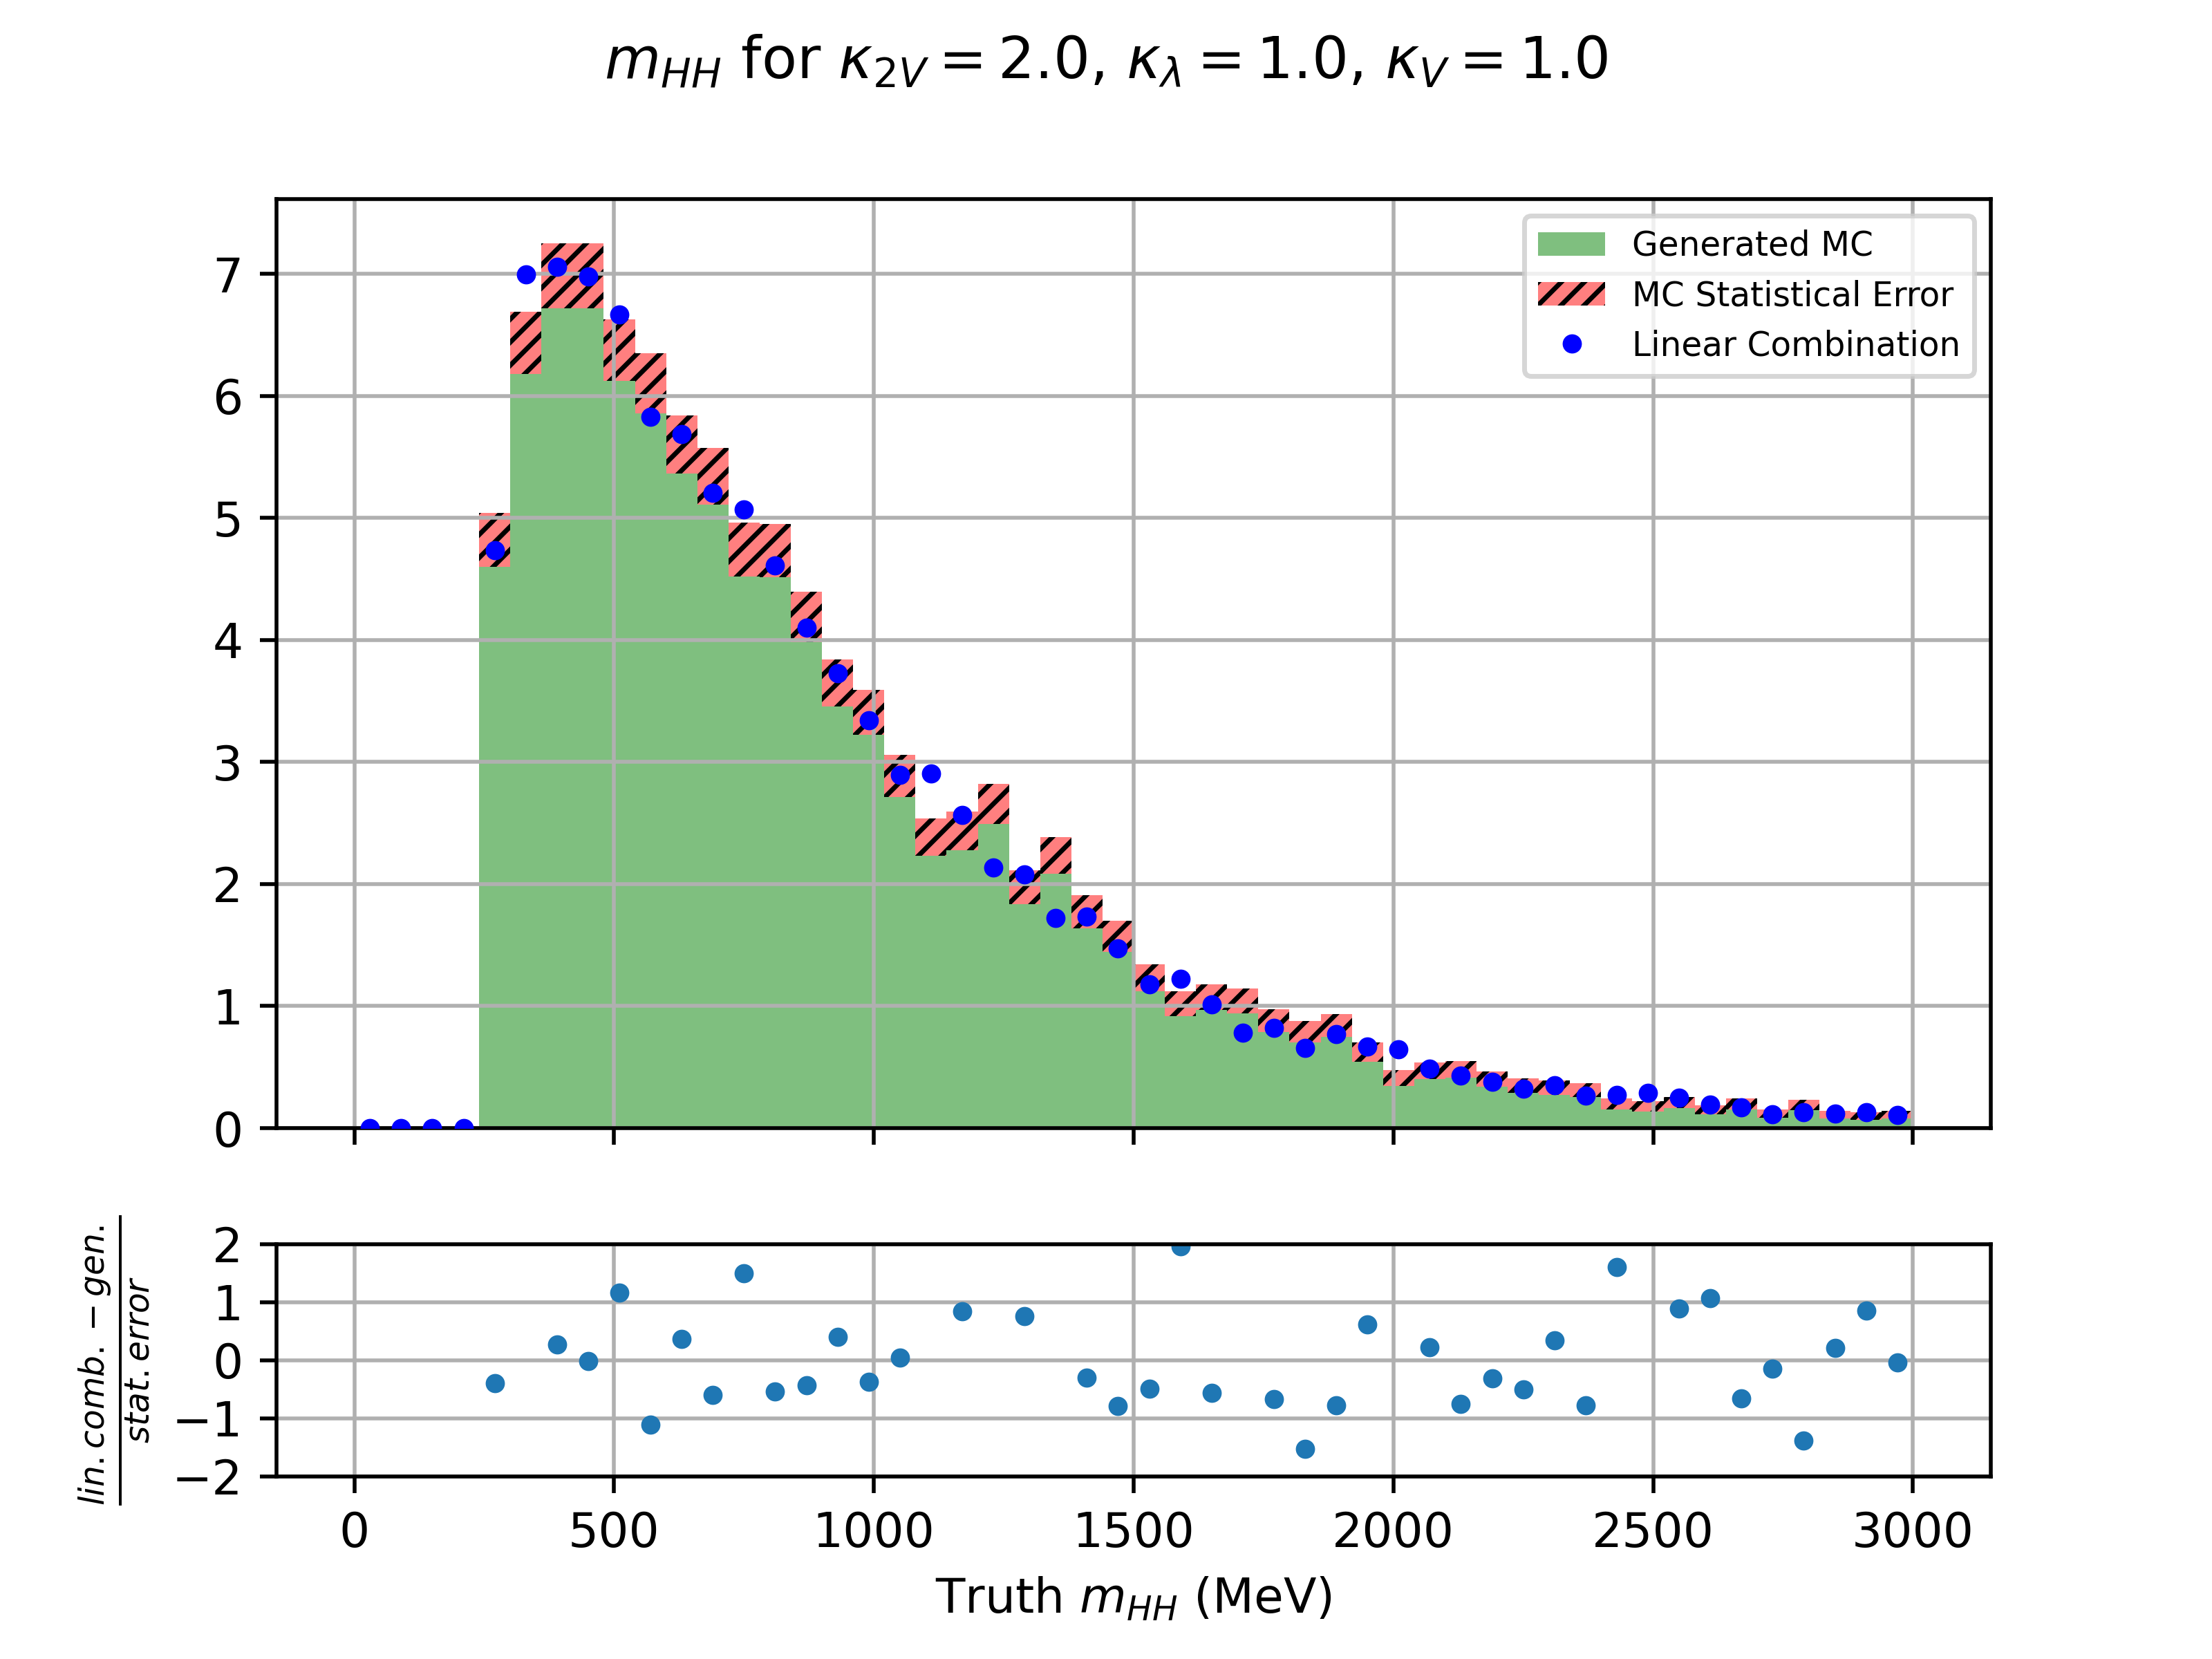 m_HH for κ_2V = 2.0, κ_λ = 1.0, κ_V = 1.0
7
6
5
4
3
2
1
0
Generated MC
MC Statistical Error
Linear Combination
lin. comb. − gen.
stat. error
2
1
0
−1
−2
0 500 1000 1500 2000 2500 3000
Truth m_HH (MeV)